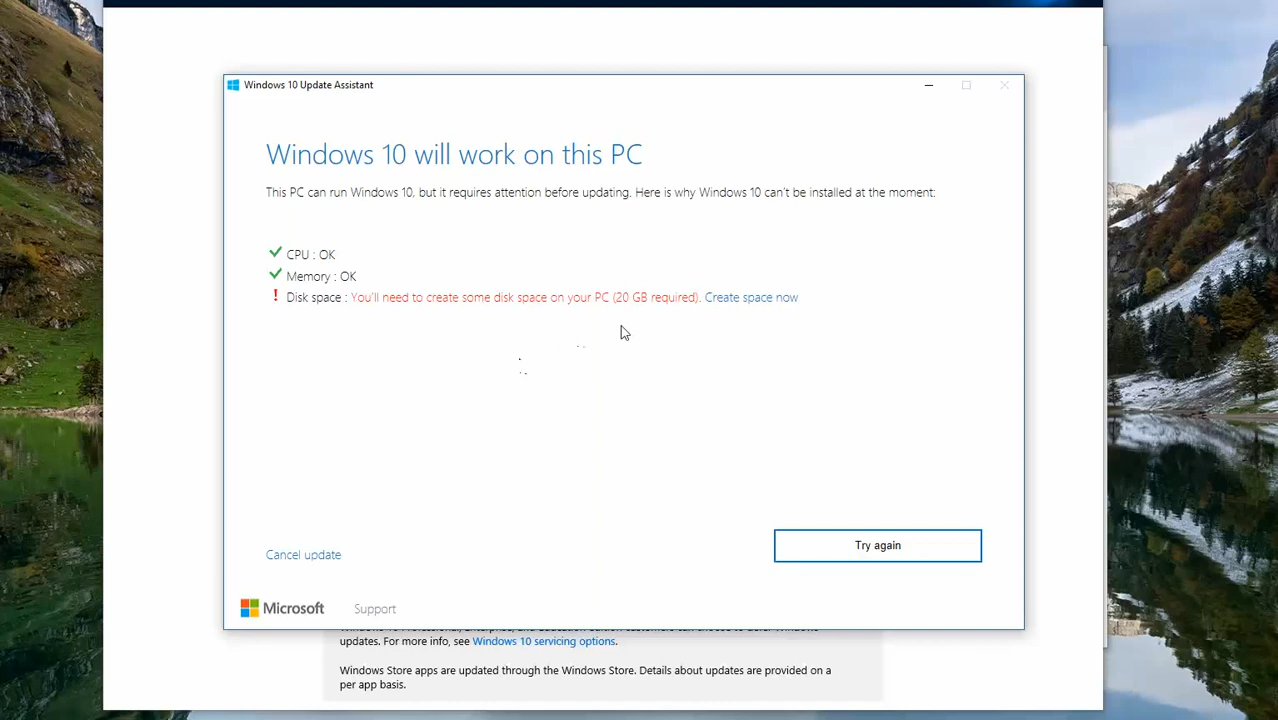 Windows 10 Update Assistant
Windows 10 will work on this PC
This PC can run Windows 10, but it requires attention before updating. Here is why Windows 10 can't be installed at the moment:
CPU : OK
Memory : OK
! Disk space : You'll need to create some disk space on your PC (20 GB required). Create space now
Try again
Cancel update
Microsoft Support
updates. For more info, see Windows 10 servicing options.
Windows Store apps are updated through the Windows Store. Details about updates are provided on a
per app basis.